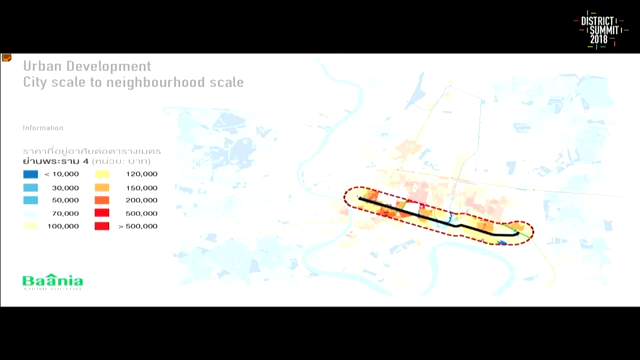 DISTRICT
SUMMIT
2018
Urban Development
City scale to neighbourhood scale
Information
ราคาที่อยู่อาศัยต่อตารางเมตร
ย่านพระราม 4 (หน่วย: บาท)
< 10,000 120,000
30,000 150,000
50,000 200,000
70,000 500,000
100,000 > 500,000
Baania